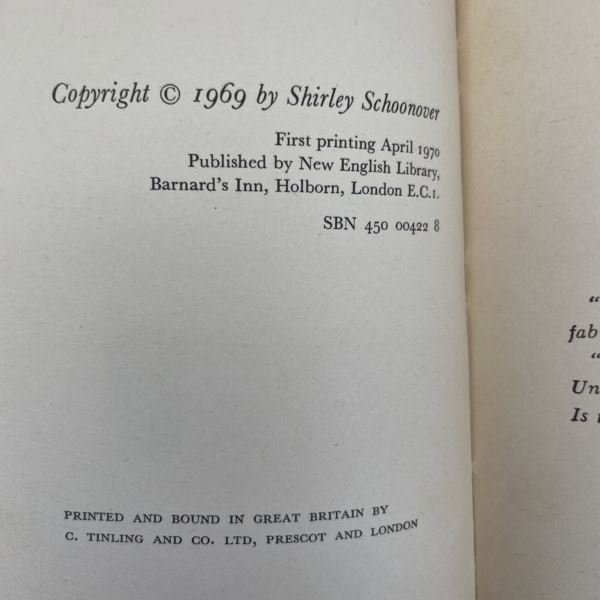 Copyright © 1969 by Shirley Schoonover
First printing April 1970
Published by New English Library,
Barnard's Inn, Holborn, London E.C.1.
SBN 450 00422 8
PRINTED AND BOUND IN GREAT BRITAIN BY
C. TINLING AND CO. LTD, PRESCOT AND LONDON
"
fab
"
Un
Is